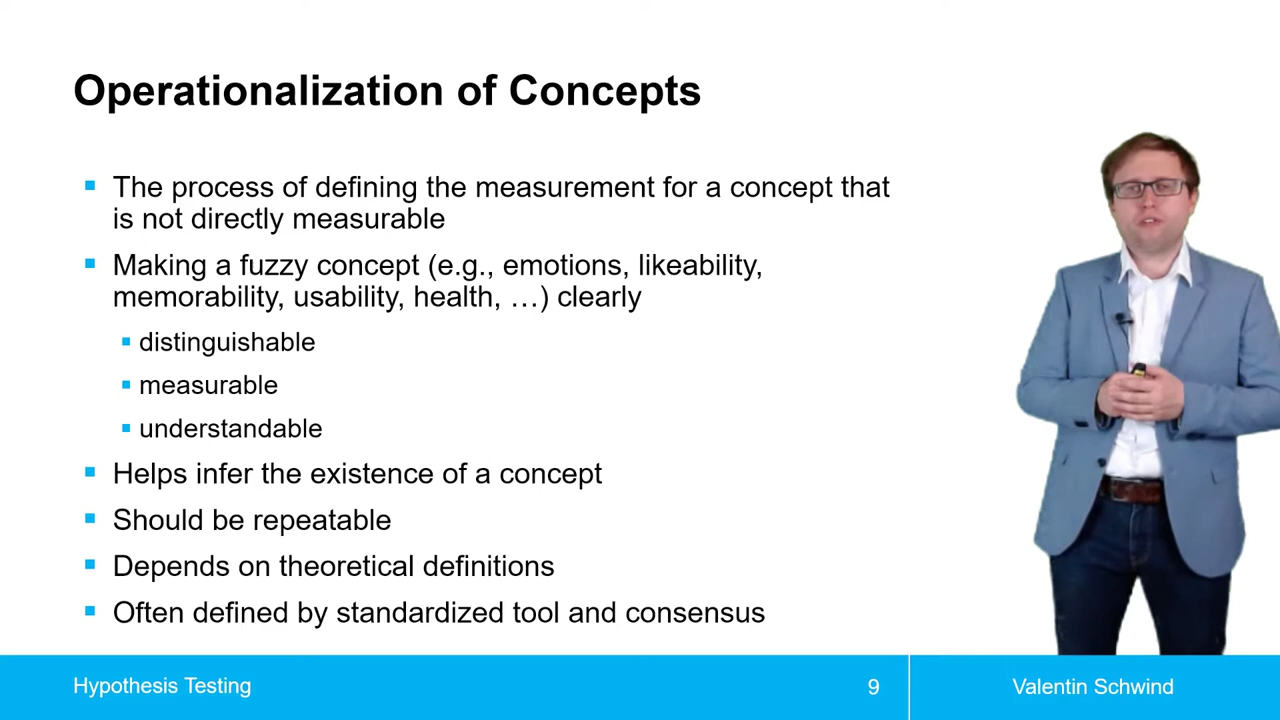 Operationalization of Concepts
The process of defining the measurement for a concept that
is not directly measurable
Making a fuzzy concept (e.g., emotions, likeability,
memorability, usability, health, …) clearly
distinguishable
measurable
understandable
Helps infer the existence of a concept
Should be repeatable
Depends on theoretical definitions
Often defined by standardized tool and consensus
Hypothesis Testing
9
Valentin Schwind